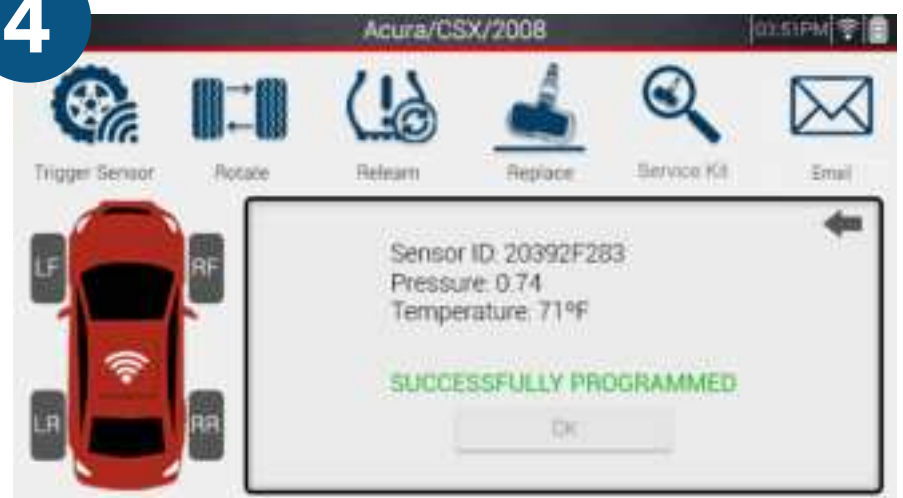 4
Acura/CSX/2008
03:51PM
Trigger Sensor
Rotate
Relearn
Replace
Service Kit
Email
LF
RF
LR
RR
Sensor ID: 20392F283
Pressure: 0.74
Temperature: 71ºF
SUCCESSFULLY PROGRAMMED
OK